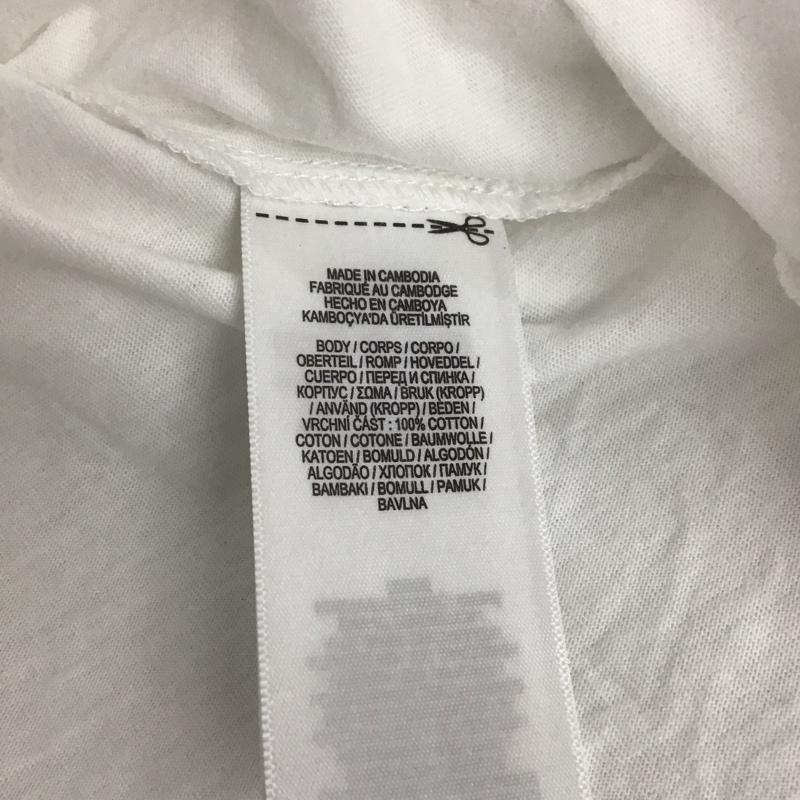 MADE IN CAMBODIA
FABRIQUÉ AU CAMBODGE
HECHO EN CAMBOYA
KAMBOÇYA'DA ÜRETİLMİŞTİR
BODY / CORPS / CORPO /
OBERTEIL / ROMP / HOVEDDEL /
CUERPO / ПЕРЕД И СПИНКА /
КОРПУС / ΣΩΜΑ / BRUK (KROPP)
/ ANVÄND (KROPP) / BEDEN /
VRCHNÍ ČÁST : 100% COTTON /
COTON / COTONE / BAUMWOLLE /
KATOEN / BOMULD / ALGODÓN /
ALGODÃO / ХЛОПОК / ПАМУК /
BAMBAKI / BOMULL / PAMUK /
BAVLNA